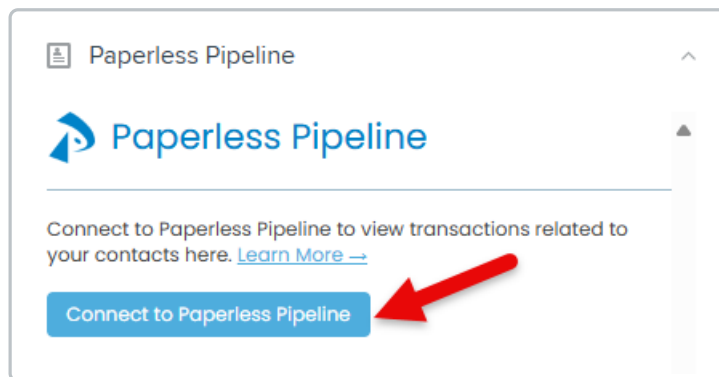 Paperless Pipeline
Paperless Pipeline
Connect to Paperless Pipeline to view transactions related to
your contacts here. Learn More →
Connect to Paperless Pipeline